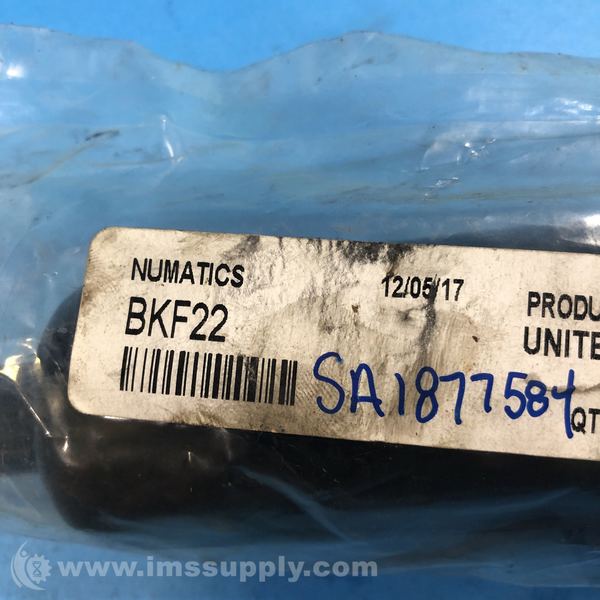 NUMATICS 12/05/17 PRODU
BKF22 UNITE
SA1877584 QT
www.imssupply.com